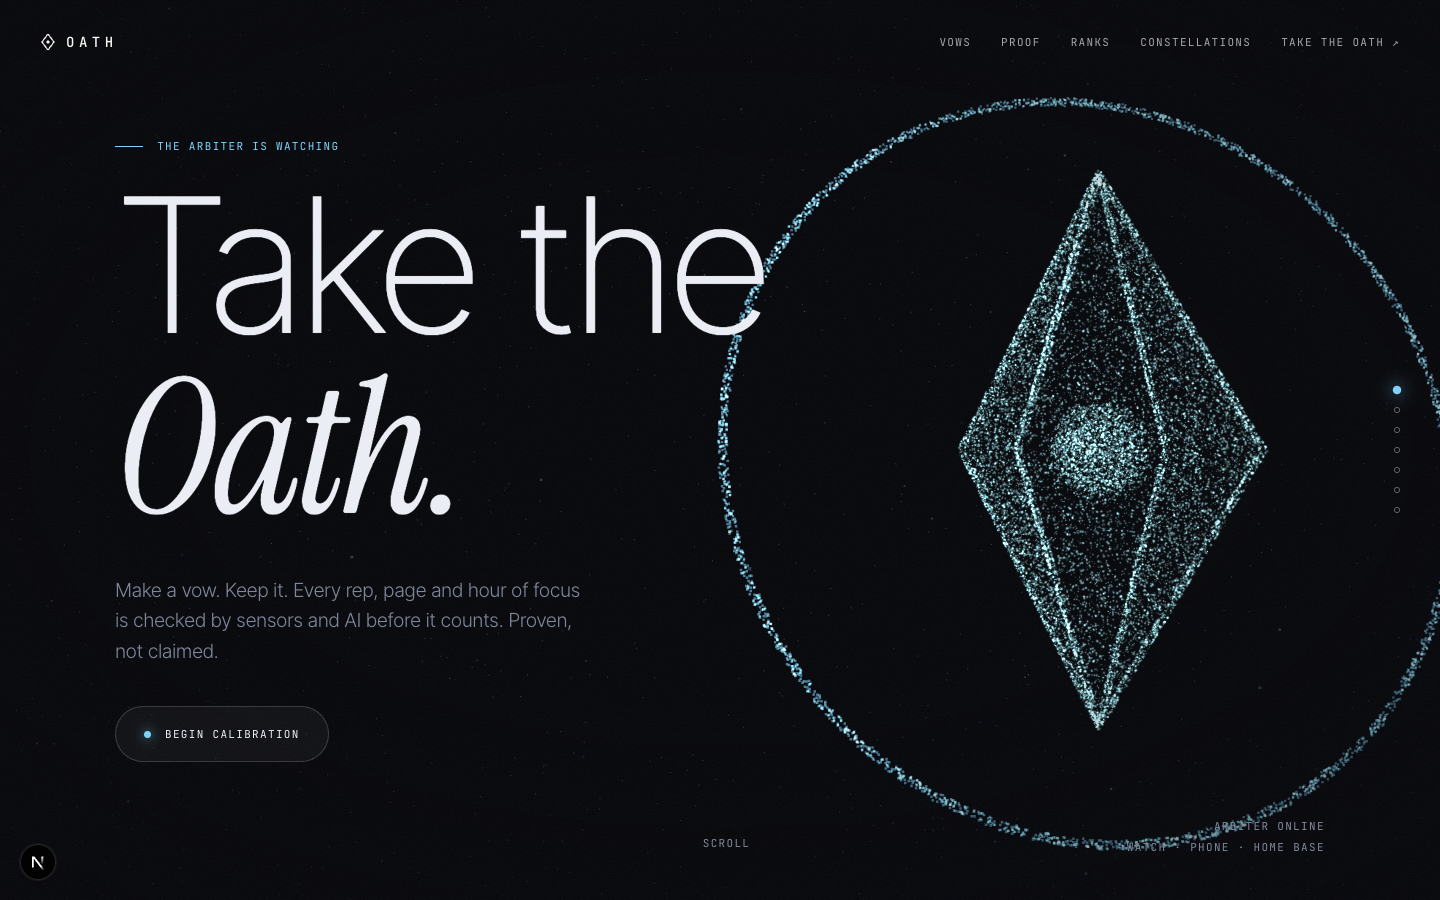 OATH
VOWS PROOF RANKS CONSTELLATIONS TAKE THE OATH ↗
THE ARBITER IS WATCHING
Take the
Oath.
Make a vow. Keep it. Every rep, page and hour of focus
is checked by sensors and AI before it counts. Proven,
not claimed.
BEGIN CALIBRATION
SCROLL
ARBITER ONLINE
WATCH · PHONE · HOME BASE
N